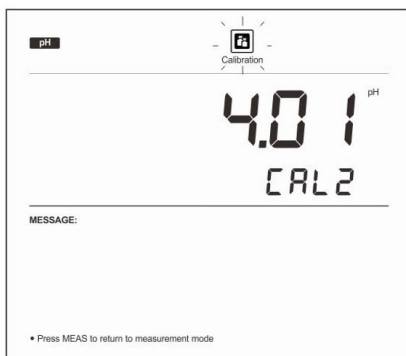 pH
Calibration
4.01 pH
CAL2
MESSAGE:
• Press MEAS to return to measurement mode